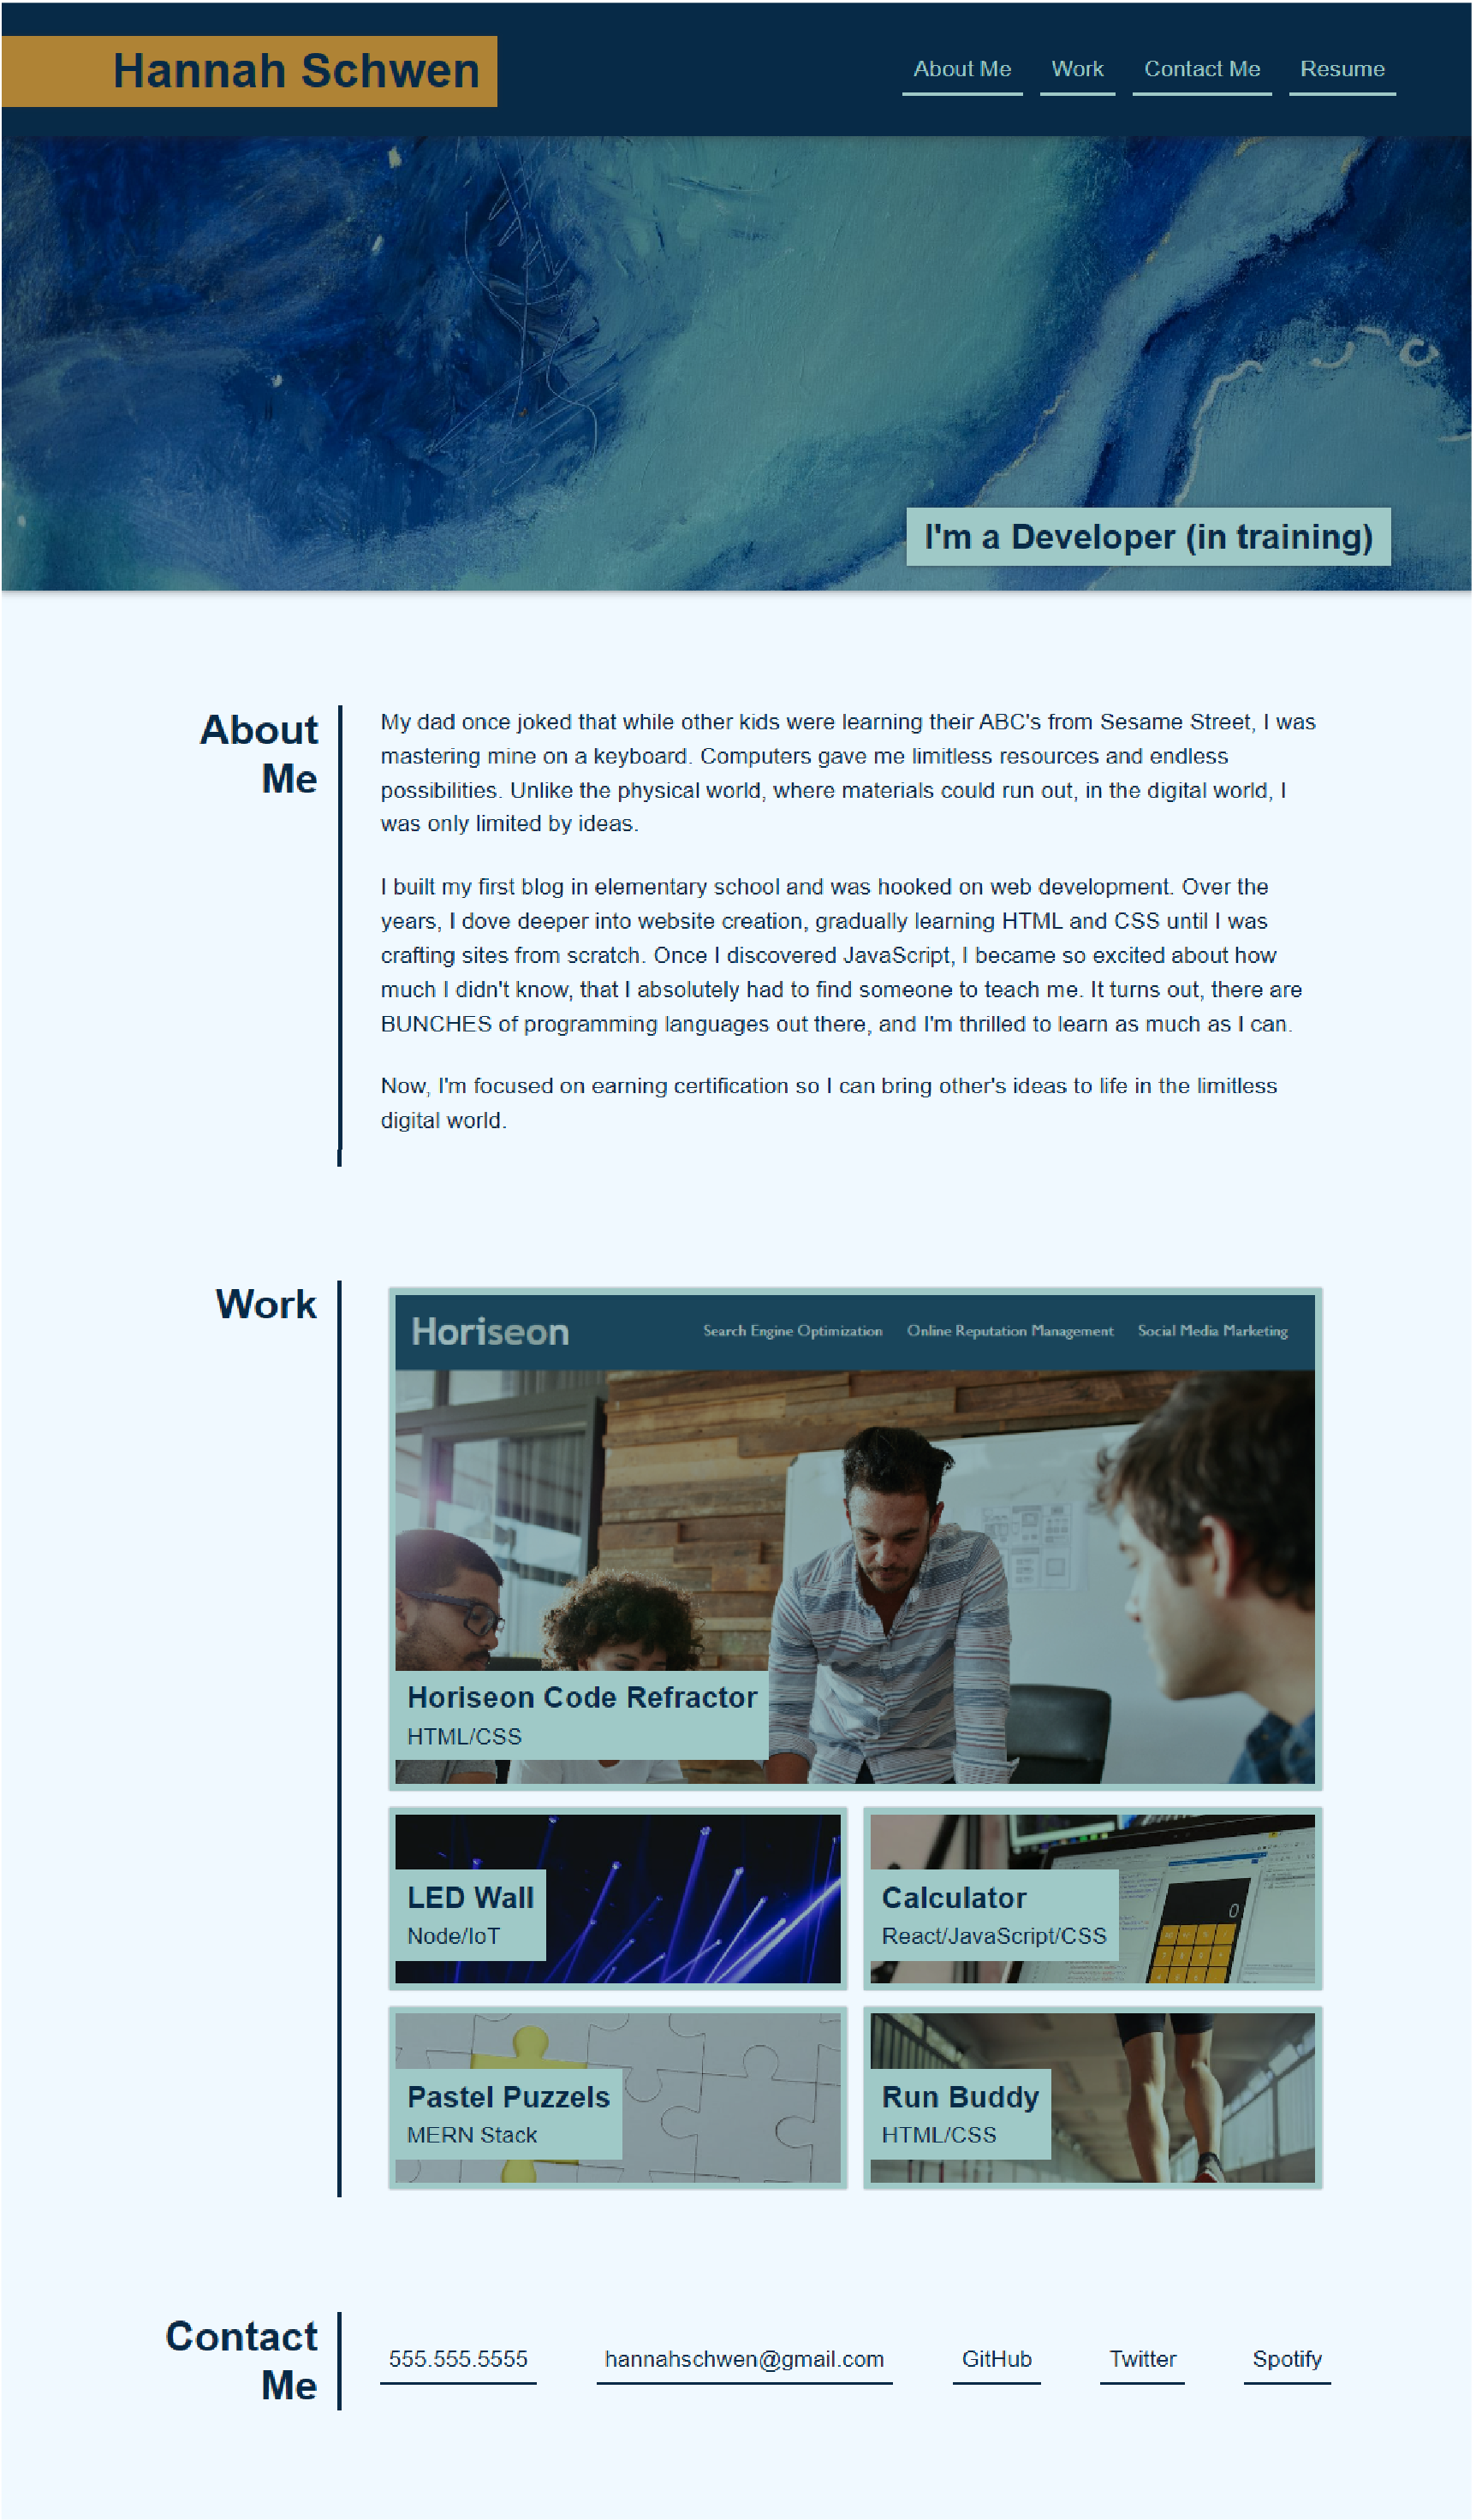 Hannah Schwen
About Me Work Contact Me Resume
I'm a Developer (in training)
About
Me
My dad once joked that while other kids were learning their ABC's from Sesame Street, I was
mastering mine on a keyboard. Computers gave me limitless resources and endless
possibilities. Unlike the physical world, where materials could run out, in the digital world, I
was only limited by ideas.
I built my first blog in elementary school and was hooked on web development. Over the
years, I dove deeper into website creation, gradually learning HTML and CSS until I was
crafting sites from scratch. Once I discovered JavaScript, I became so excited about how
much I didn't know, that I absolutely had to find someone to teach me. It turns out, there are
BUNCHES of programming languages out there, and I'm thrilled to learn as much as I can.
Now, I'm focused on earning certification so I can bring other's ideas to life in the limitless
digital world.
Work
Horiseon
Search Engine Optimization Online Reputation Management Social Media Marketing
Horiseon Code Refractor
HTML/CSS
LED Wall
Node/IoT
Calculator
React/JavaScript/CSS
0
Pastel Puzzels
MERN Stack
Run Buddy
HTML/CSS
Contact
Me
555.555.5555 hannahschwen@gmail.com GitHub Twitter Spotify